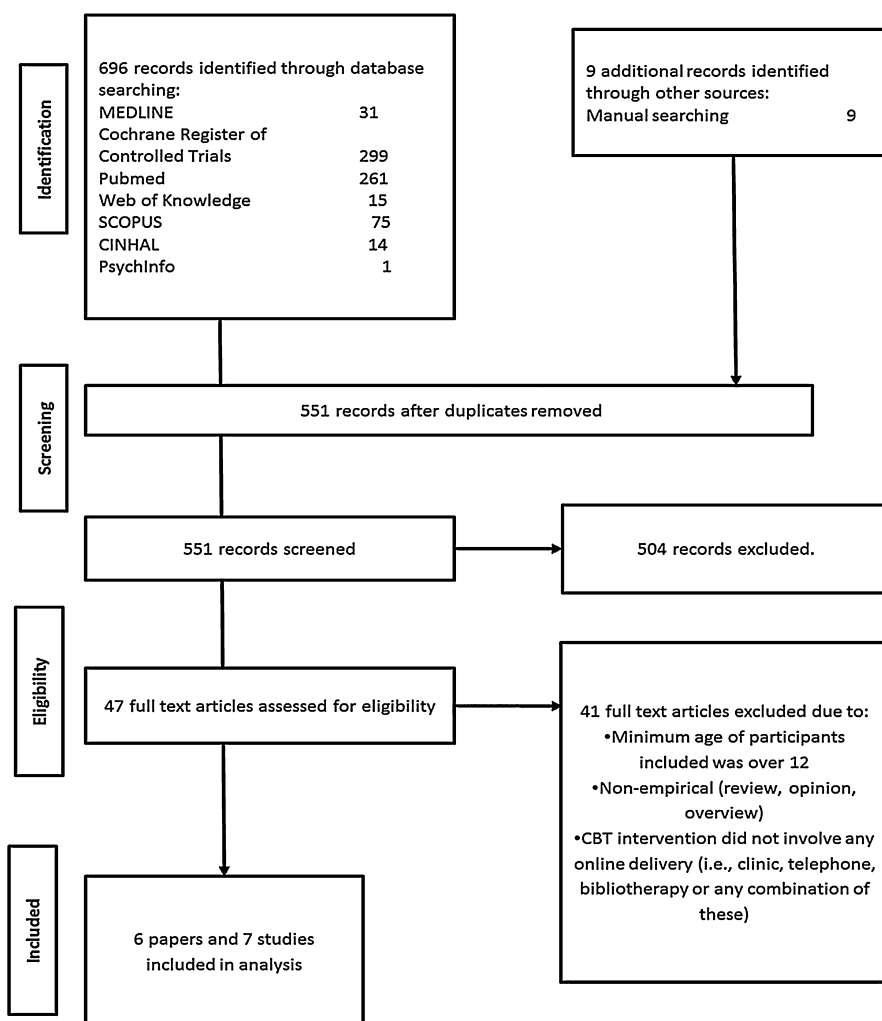 Identification
696 records identified through database
searching:
MEDLINE 31
Cochrane Register of
Controlled Trials 299
Pubmed 261
Web of Knowledge 15
SCOPUS 75
CINHAL 14
PsychInfo 1
9 additional records identified
through other sources:
Manual searching 9
Screening
551 records after duplicates removed
551 records screened
504 records excluded.
Eligibility
47 full text articles assessed for eligibility
41 full text articles excluded due to:
•Minimum age of participants
included was over 12
•Non-empirical (review, opinion,
overview)
•CBT intervention did not involve any
online delivery (i.e., clinic, telephone,
bibliotherapy or any combination of
these)
Included
6 papers and 7 studies
included in analysis